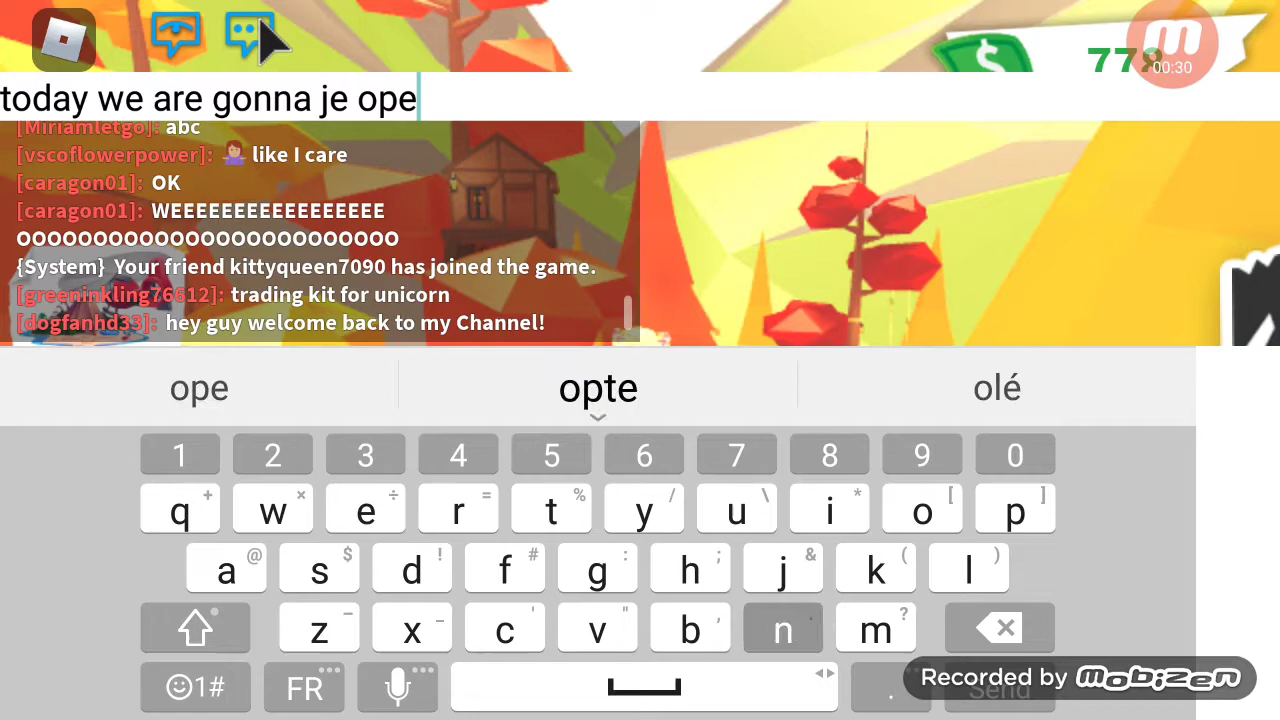 778
00:30
today we are gonna je ope
[Miriamletgo]: abc
[vscoflowerpower]: 🤷 like I care
[caragon01]: OK
[caragon01]: WEEEEEEEEEEEEEEEEE
OOOOOOOOOOOOOOOOOOOOOOOOO
{System} Your friend kittyqueen7090 has joined the game.
[greeninkling76612]: trading kit for unicorn
[dogfanhd33]: hey guy welcome back to my Channel!
ope opte olé
1 2 3 4 5 6 7 8 9 0
q + w × e ÷ r = t % y / u \ i * o [ p ]
a @ s $ d ! f # g : h ; j & k ( l )
z - x _ c ' v " b , n . m ?
1# FR . Send
Recorded by MOBIZEN